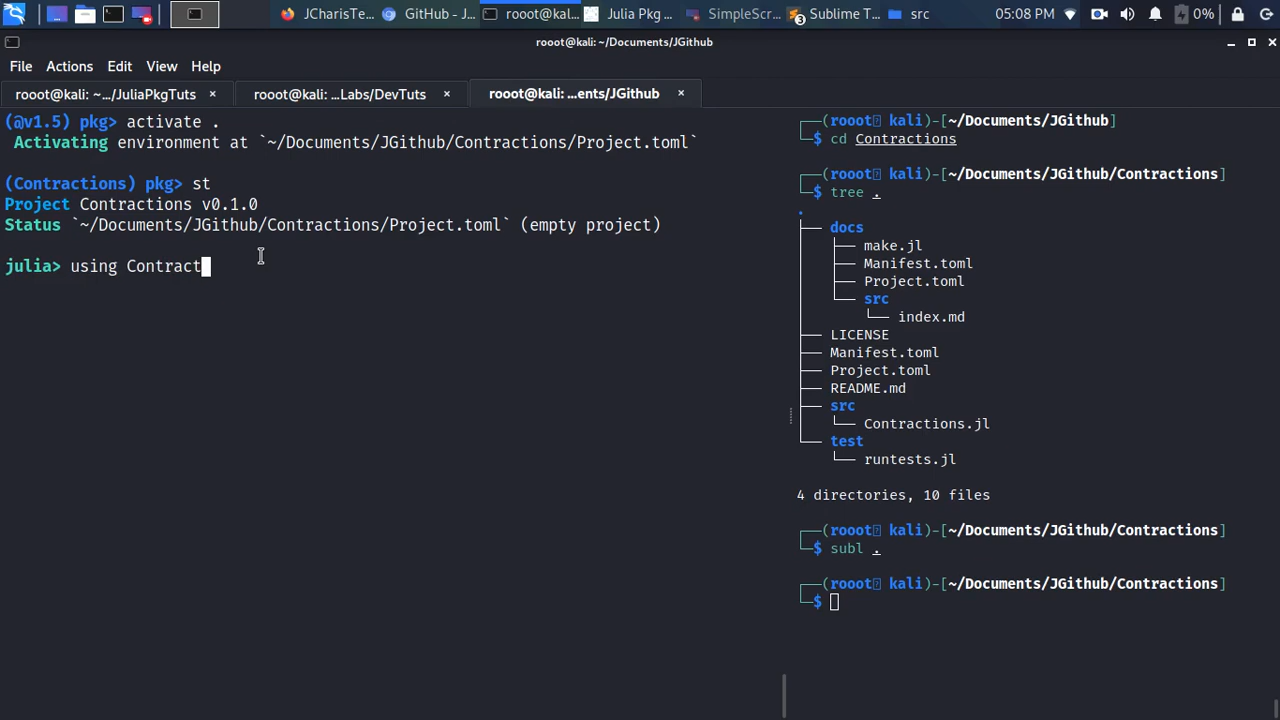 JCharisTe...
GitHub - J...
rooot@kal...
Julia Pkg ...
SimpleScr...
3
Sublime T...
src
05:08 PM
0%
rooot@kali: ~/Documents/JGithub
File Actions Edit View Help
rooot@kali: ~.../JuliaPkgTuts ×
rooot@kali: ...Labs/DevTuts ×
rooot@kali: ...ents/JGithub ×
(@v1.5) pkg> activate .
Activating environment at `~/Documents/JGithub/Contractions/Project.toml`
(Contractions) pkg> st
Project Contractions v0.1.0
Status `~/Documents/JGithub/Contractions/Project.toml` (empty project)
julia> using Contract
┌──(rooot kali)-[~/Documents/JGithub]
└─$ cd Contractions
┌──(rooot kali)-[~/Documents/JGithub/Contractions]
└─$ tree .
.
├── docs
│   ├── make.jl
│   ├── Manifest.toml
│   ├── Project.toml
│   └── src
│       └── index.md
├── LICENSE
├── Manifest.toml
├── Project.toml
├── README.md
├── src
│   └── Contractions.jl
└── test
    └── runtests.jl
4 directories, 10 files
┌──(rooot kali)-[~/Documents/JGithub/Contractions]
└─$ subl .
┌──(rooot kali)-[~/Documents/JGithub/Contractions]
└─$